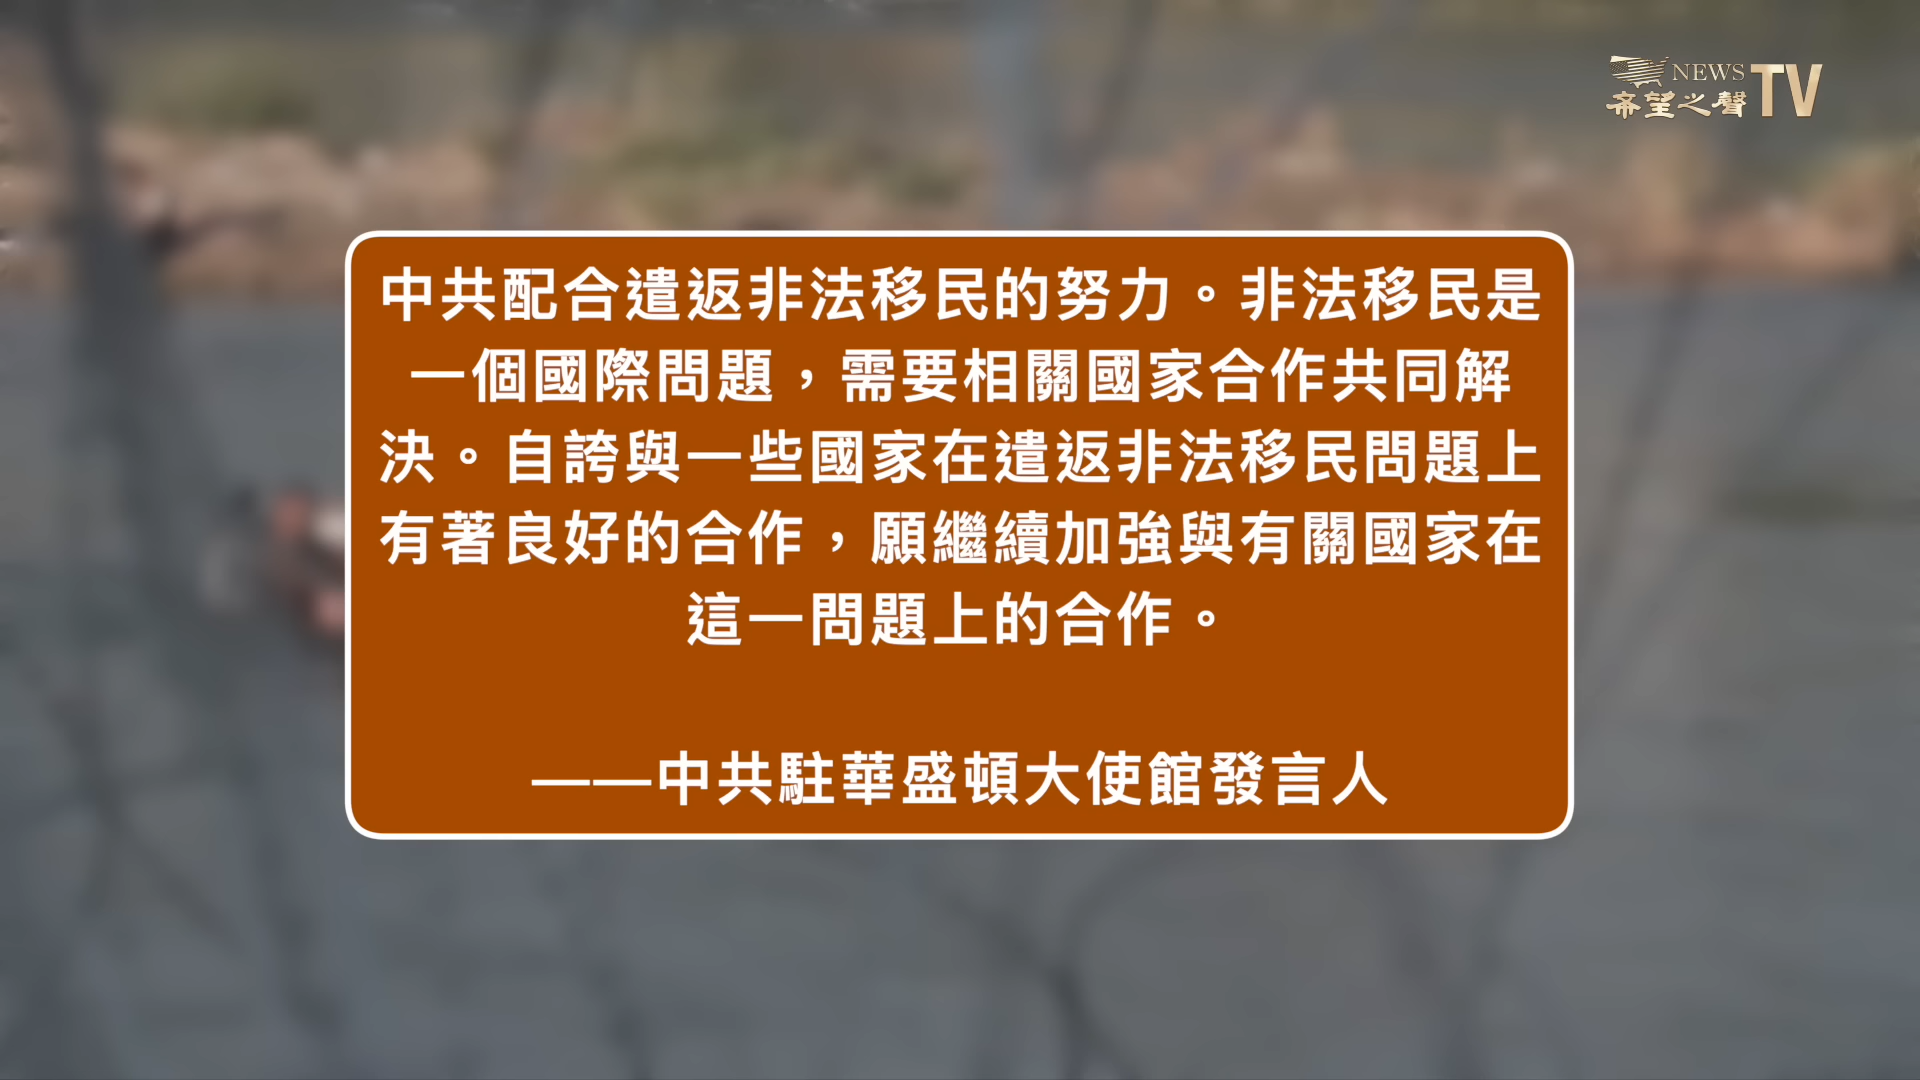 NEWS
希望之聲TV
中共配合遣返非法移民的努力。非法移民是
一個國際問題，需要相關國家合作共同解
決。自誇與一些國家在遣返非法移民問題上
有著良好的合作，願繼續加強與有關國家在
這一問題上的合作。
——中共駐華盛頓大使館發言人